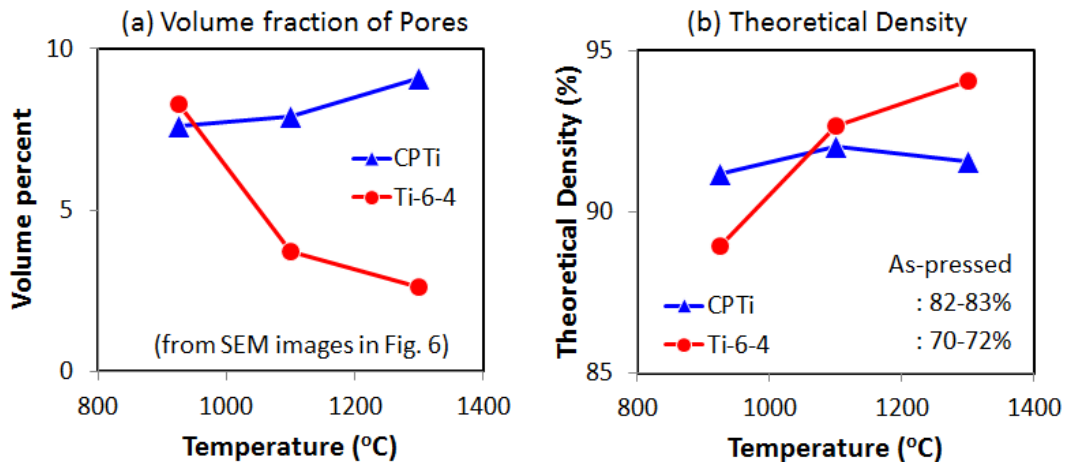 (a) Volume fraction of Pores
10
5
0
Volume percent
CPTi
Ti-6-4
(from SEM images in Fig. 6)
800 1000 1200 1400
Temperature (ºC)
(b) Theoretical Density
95
90
85
Theoretical Density (%)
As-pressed
CPTi : 82-83%
Ti-6-4 : 70-72%
800 1000 1200 1400
Temperature (ºC)